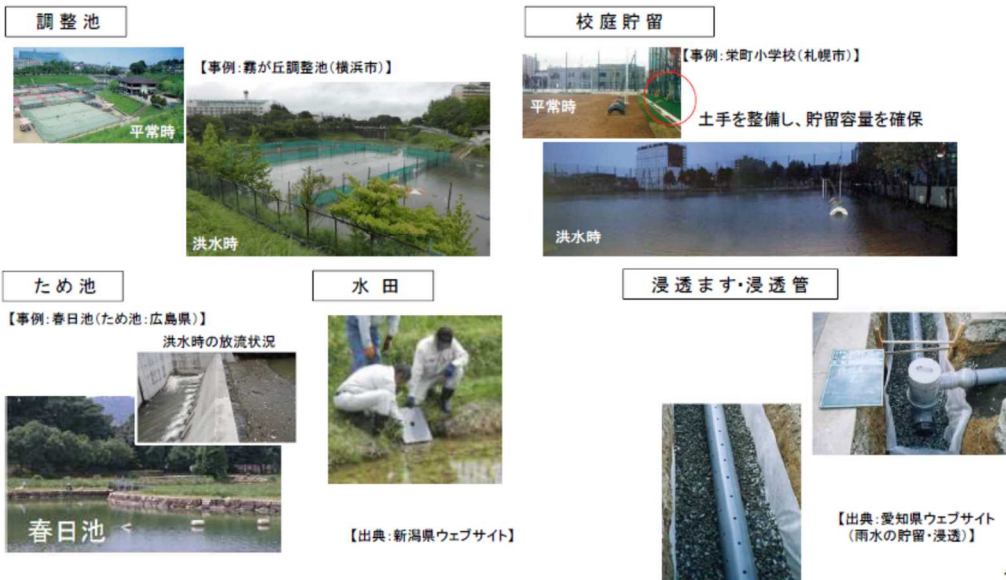 調整池
【事例:霧が丘調整池(横浜市)】
平常時
洪水時
校庭貯留
【事例:栄町小学校(札幌市)】
平常時
土手を整備し、貯留容量を確保
洪水時
ため池
【事例:春日池(ため池:広島県)】
洪水時の放流状況
春日池
水田
【出典:新潟県ウェブサイト】
浸透ます・浸透管
【出典:愛知県ウェブサイト
(雨水の貯留・浸透)】